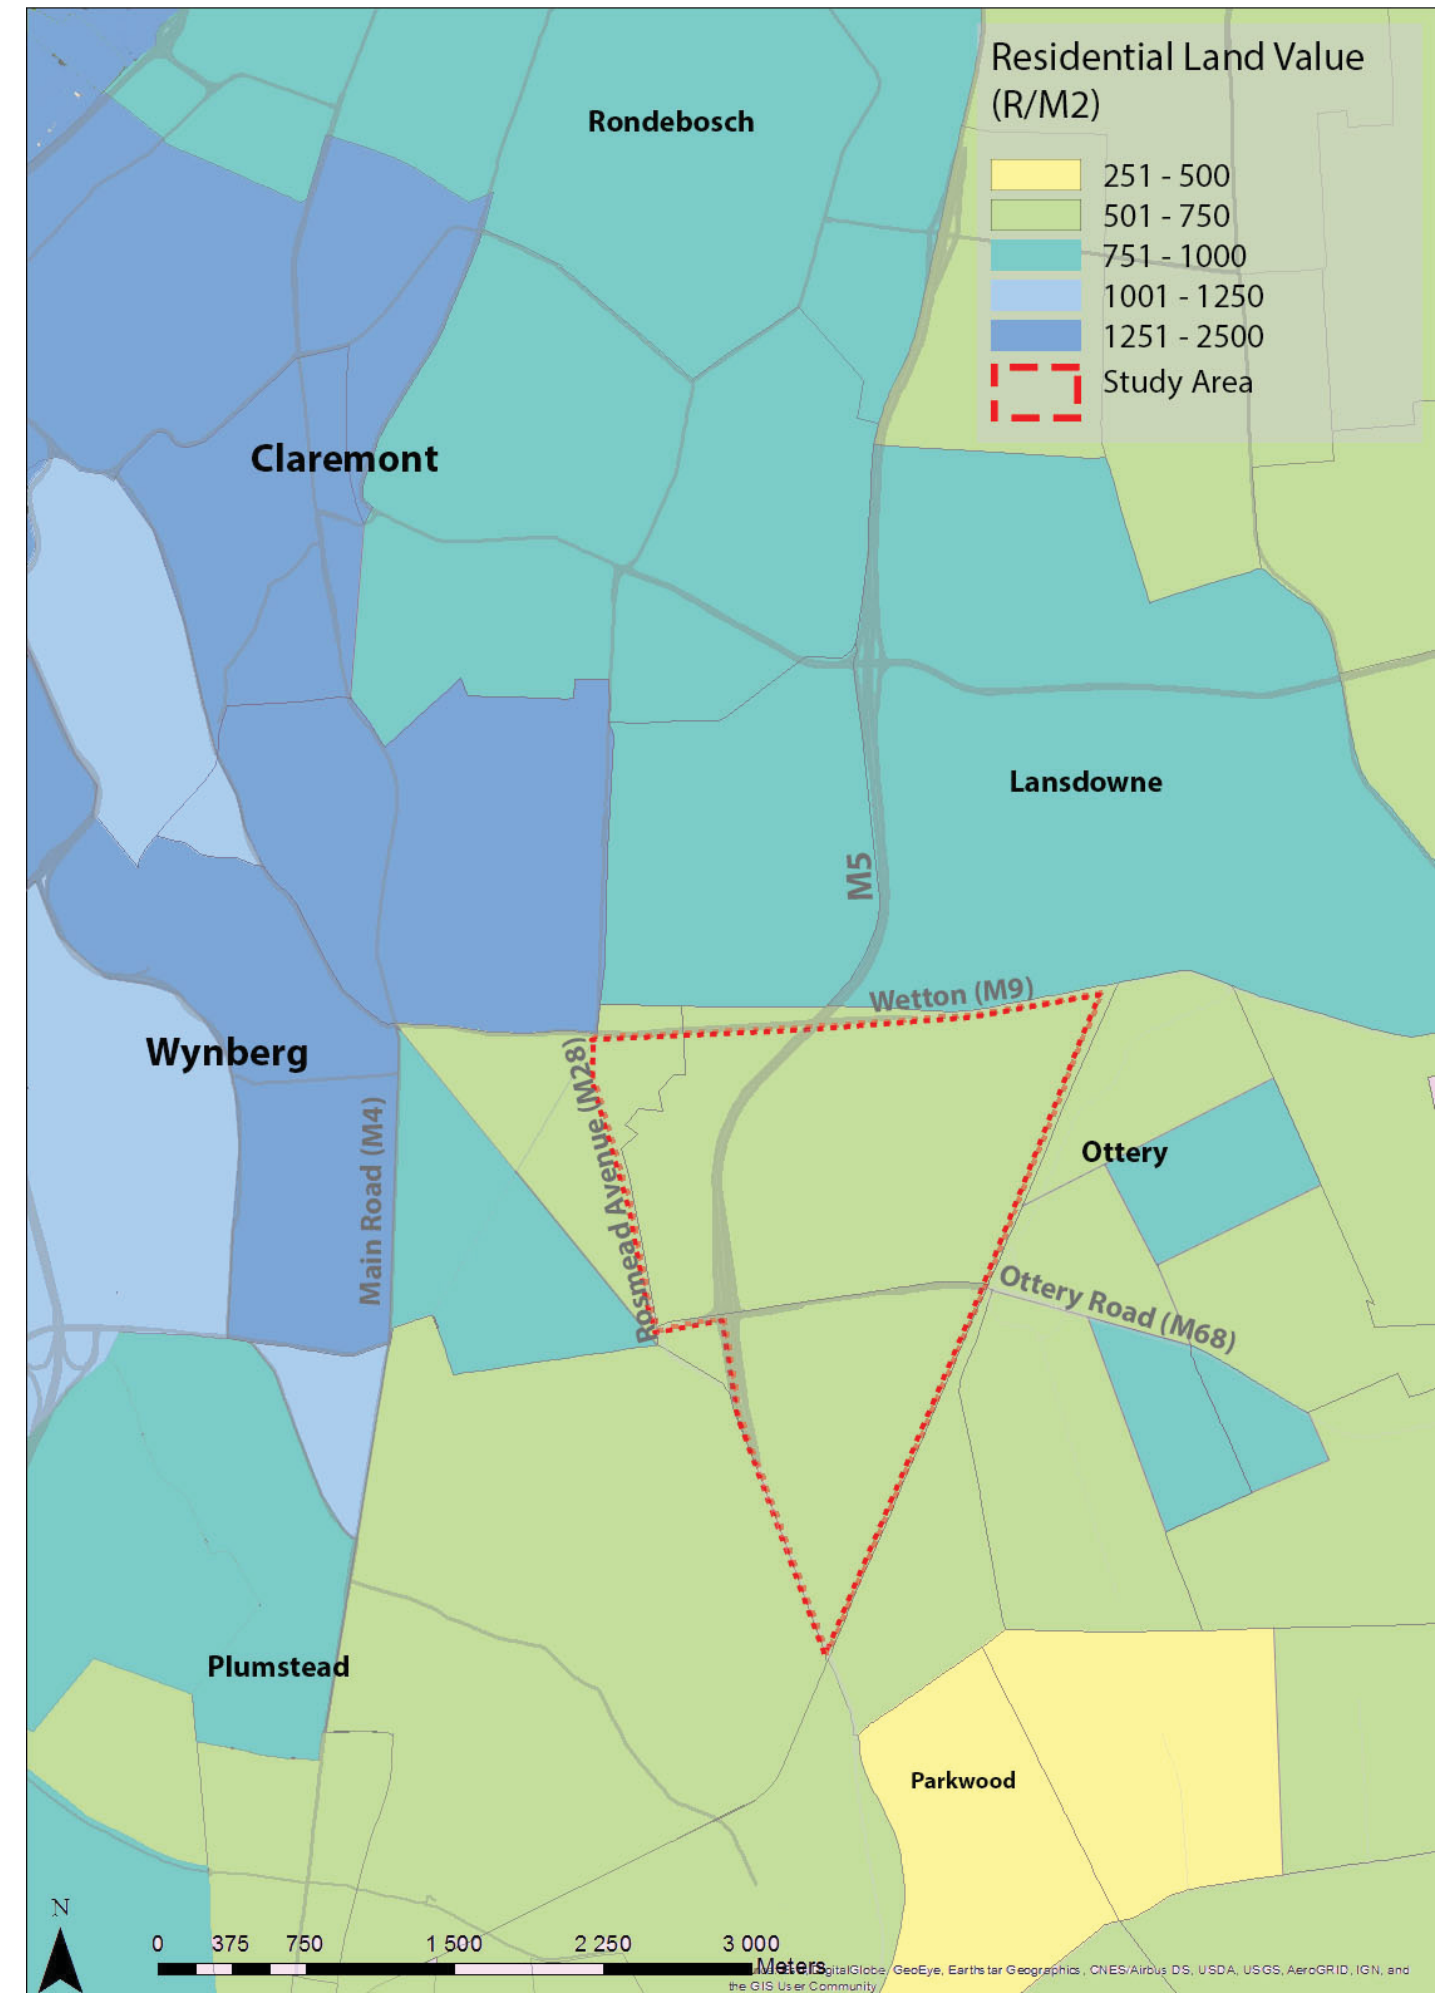 Residential Land Value
(R/M2)
251 - 500
501 - 750
751 - 1000
1001 - 1250
1251 - 2500
Study Area
Rondebosch
Claremont
Lansdowne
M5
Wetton (M9)
Wynberg
Rosmead Avenue (M28)
Main Road (M4)
Ottery
Ottery Road (M68)
Plumstead
Parkwood
N
0 375 750 1 500 2 250 3 000
Meters
DigitalGlobe, GeoEye, Earthstar Geographics, CNES/Airbus DS, USDA, USGS, AeroGRID, IGN, and
the GIS User Community